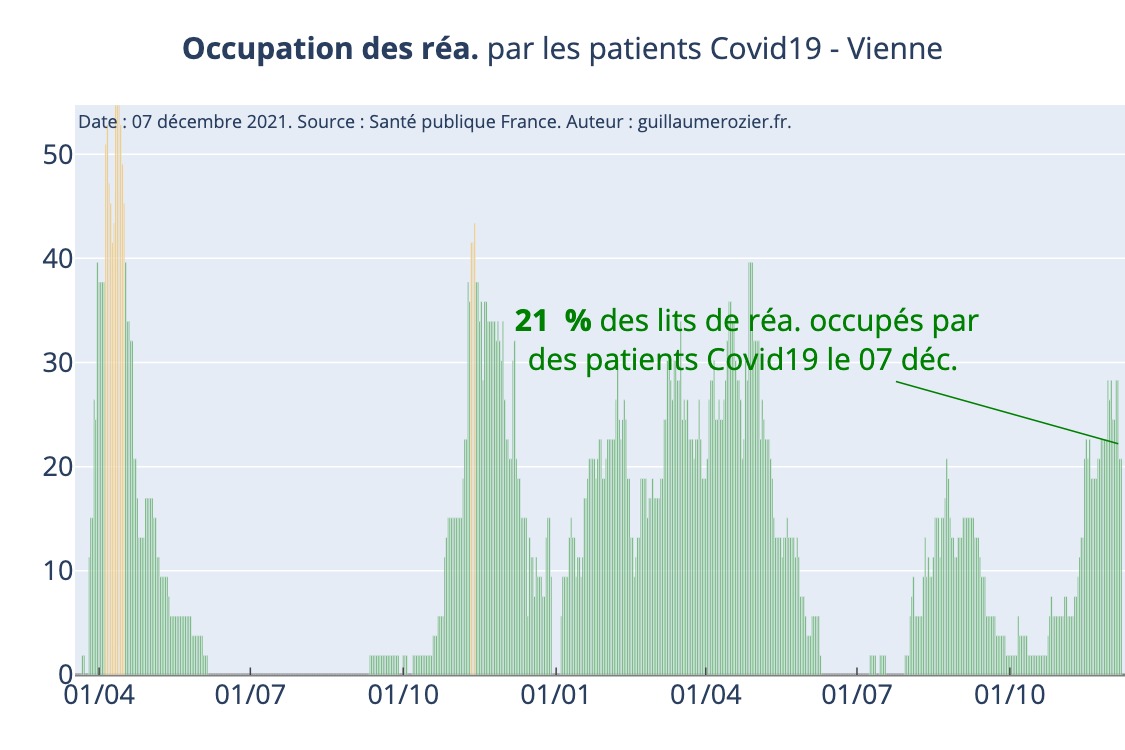 Occupation des réa. par les patients Covid19 - Vienne
Date : 07 décembre 2021. Source : Santé publique France. Auteur : guillaumerozier.fr.
50
40
21 % des lits de réa. occupés par
des patients Covid19 le 07 déc.
30
20
10
0
01/04 01/07 01/10 01/01 01/04 01/07 01/10